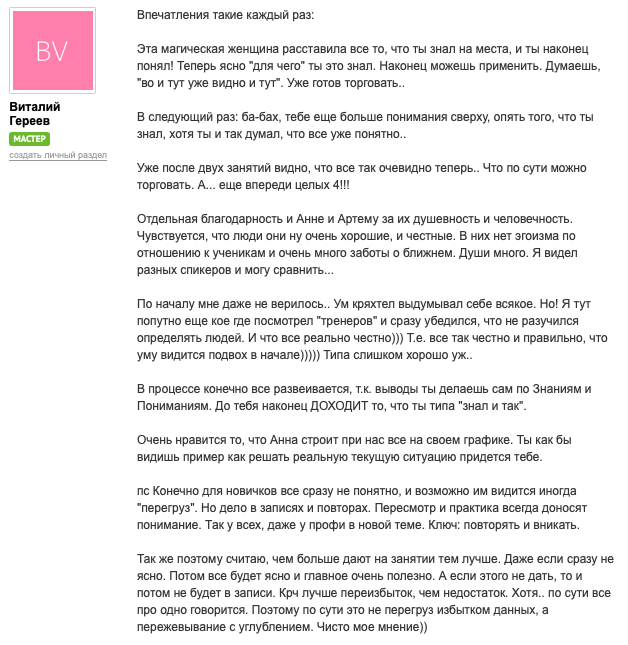 BV
Виталий
Гереев
МАСТЕР
создать личный раздел
Впечатления такие каждый раз:
Эта магическая женщина расставила все то, что ты знал на места, и ты наконец
понял! Теперь ясно "для чего" ты это знал. Наконец можешь применить. Думаешь,
"во и тут уже видно и тут". Уже готов торговать..
В следующий раз: ба-бах, тебе еще больше понимания сверху, опять того, что ты
знал, хотя ты и так думал, что все уже понятно..
Уже после двух занятий видно, что все так очевидно теперь.. Что по сути можно
торговать. А... еще впереди целых 4!!!
Отдельная благодарность и Анне и Артему за их душевность и человечность.
Чувствуется, что люди они ну очень хорошие, и честные. В них нет эгоизма по
отношению к ученикам и очень много заботы о ближнем. Души много. Я видел
разных спикеров и могу сравнить...
По началу мне даже не верилось.. Ум кряхтел выдумывал себе всякое. Но! Я тут
попутно еще кое где посмотрел "тренеров" и сразу убедился, что не разучился
определять людей. И что все реально честно))) Т.е. все так честно и правильно, что
уму видится подвох в начале))))) Типа слишком хорошо уж..
В процессе конечно все развеивается, т.к. выводы ты делаешь сам по Знаниям и
Пониманиям. До тебя наконец ДОХОДИТ то, что ты типа "знал и так".
Очень нравится то, что Анна строит при нас все на своем графике. Ты как бы
видишь пример как решать реальную текущую ситуацию придется тебе.
пс Конечно для новичков все сразу не понятно, и возможно им видится иногда
"перегруз". Но дело в записях и повторах. Пересмотр и практика всегда доносят
понимание. Так у всех, даже у профи в новой теме. Ключ: повторять и вникать.
Так же поэтому считаю, чем больше дают на занятии тем лучше. Даже если сразу не
ясно. Потом все будет ясно и главное очень полезно. А если этого не дать, то и
потом не будет в записи. Крч лучше переизбыток, чем недостаток. Хотя.. по сути все
про одно говорится. Поэтому по сути это не перегруз избытком данных, а
пережевывание с углублением. Чисто мое мнение))